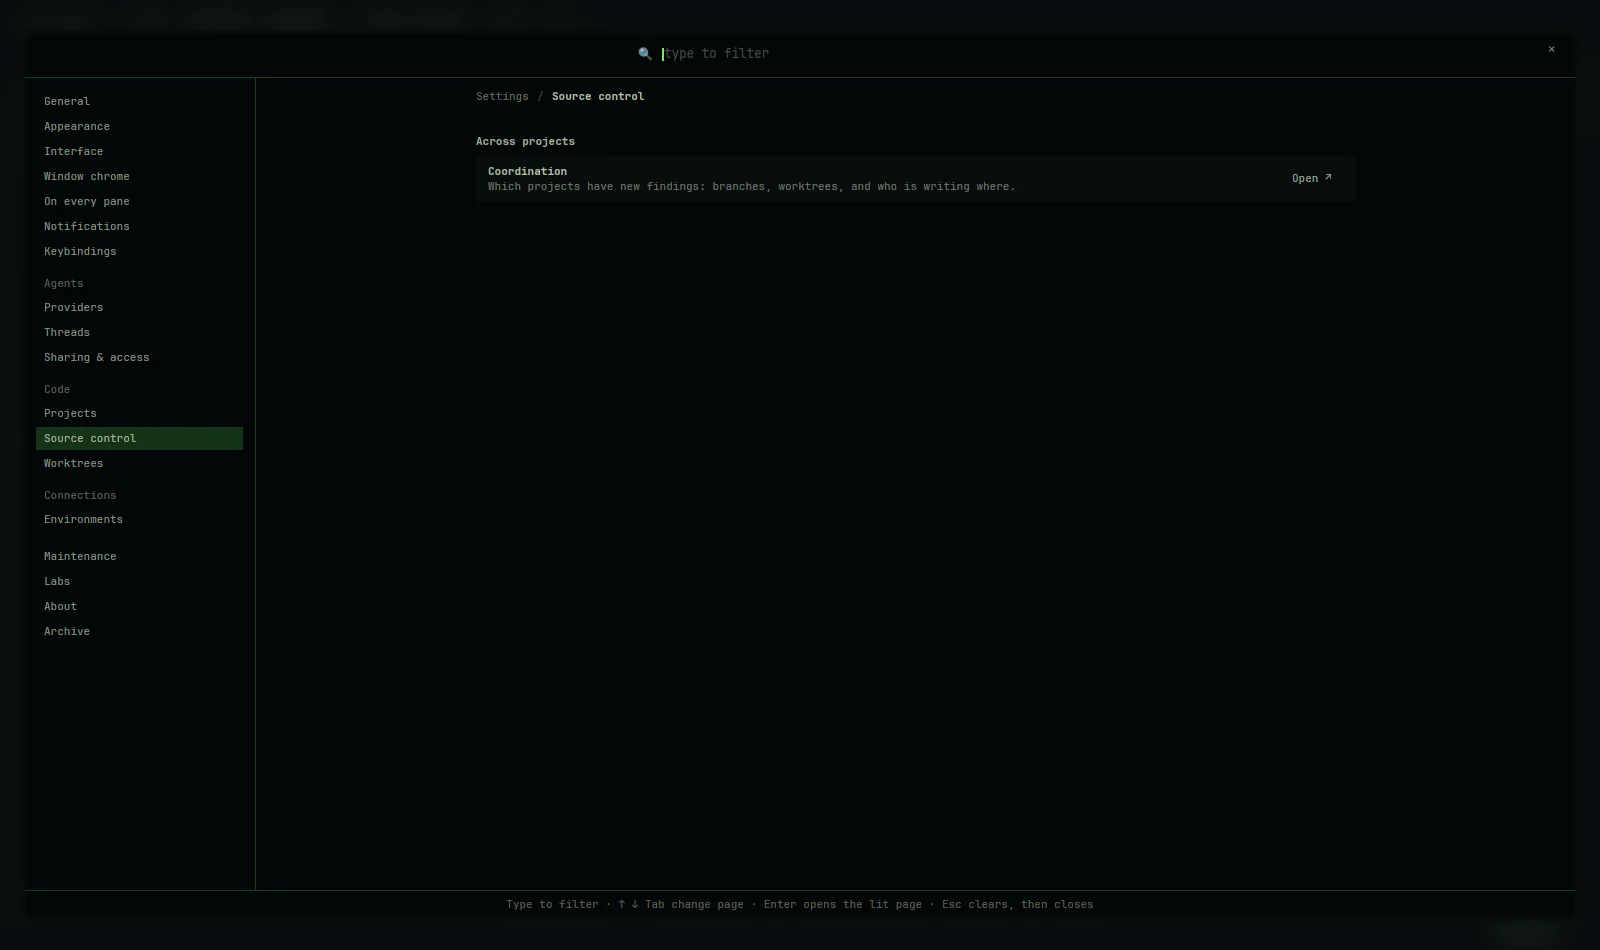 type to filter
×
General
Appearance
Interface
Window chrome
On every pane
Notifications
Keybindings
Agents
Providers
Threads
Sharing & access
Code
Projects
Source control
Worktrees
Connections
Environments
Maintenance
Labs
About
Archive
Settings / Source control
Across projects
Coordination
Which projects have new findings: branches, worktrees, and who is writing where.
Open ↗
Type to filter · ↑ ↓ Tab change page · Enter opens the lit page · Esc clears, then closes